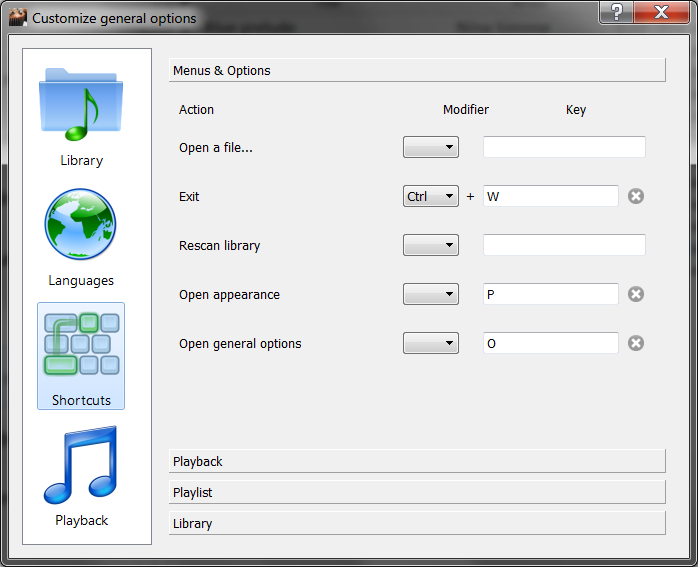 Customize general options
?
Library
Languages
Shortcuts
Playback
Menus & Options
Action Modifier Key
Open a file...
Exit Ctrl + W
Rescan library
Open appearance P
Open general options O
Playback
Playlist
Library